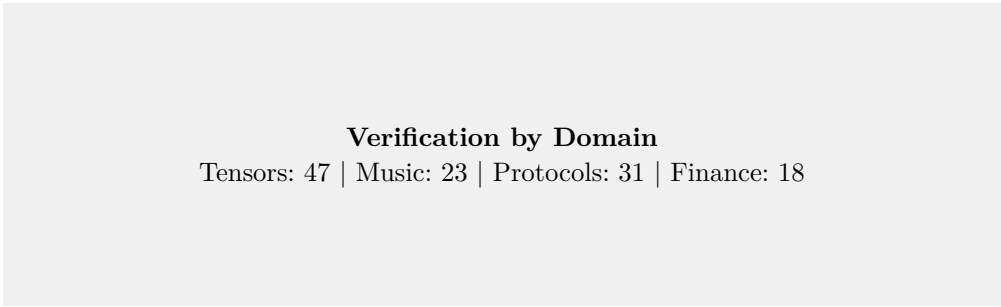 Verification by Domain
Tensors: 47 | Music: 23 | Protocols: 31 | Finance: 18